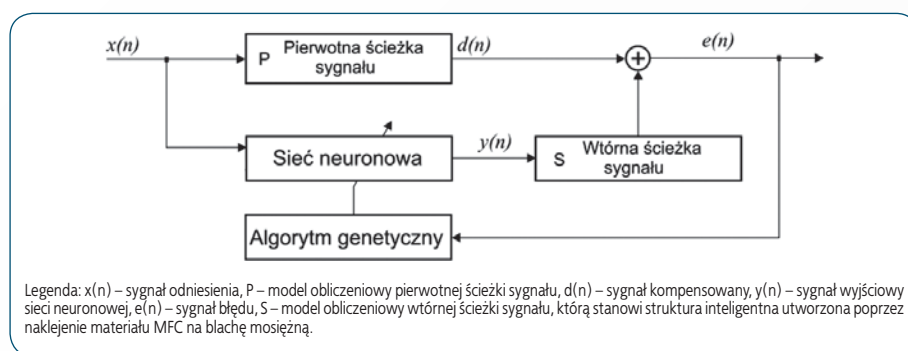 x(n)
P Pierwotna ścieżka
sygnału
d(n)
e(n)
+
Sieć neuronowa
y(n)
S Wtórna ścieżka
sygnału
Algorytm genetyczny
Legenda: x(n) – sygnał odniesienia, P – model obliczeniowy pierwotnej ścieżki sygnału, d(n) – sygnał kompensowany, y(n) – sygnał wyjściowy
sieci neuronowej, e(n) – sygnał błędu, S – model obliczeniowy wtórnej ścieżki sygnału, którą stanowi struktura inteligentna utworzona poprzez
naklejenie materiału MFC na blachę mosiężną.